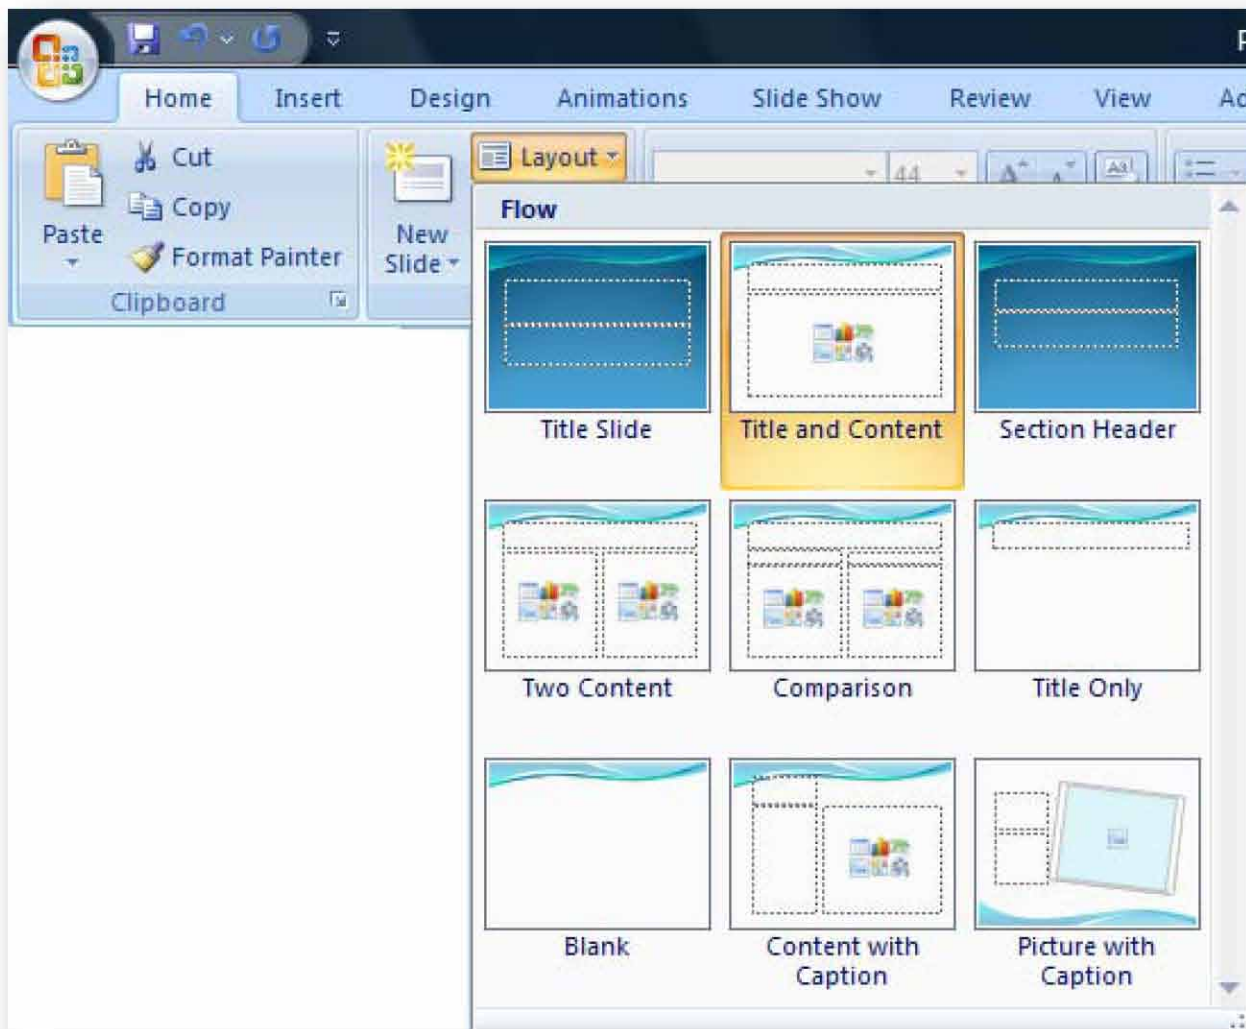 P
Home Insert Design Animations Slide Show Review View Ad
Cut
Layout
44
Copy
Flow
Paste
New
Slide
Format Painter
Clipboard
Title Slide Title and Content Section Header
Two Content Comparison Title Only
Blank Content with
Caption Picture with
Caption